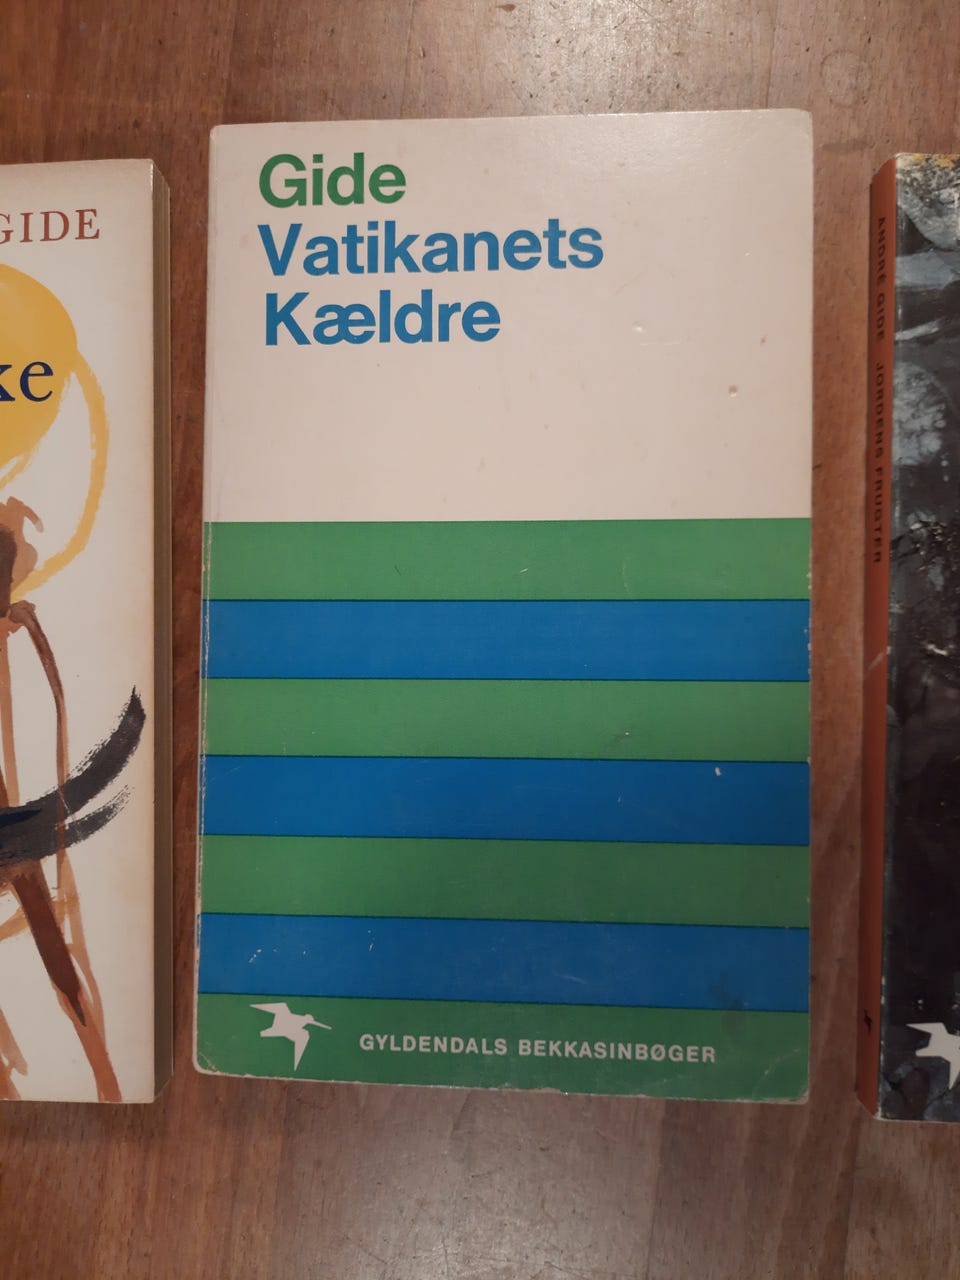 GIDE
ke
Gide
Vatikanets
Kældre
GYLDENDALS BEKKASINBØGER
ANDRÉ GIDE JORDENS FRUGTER